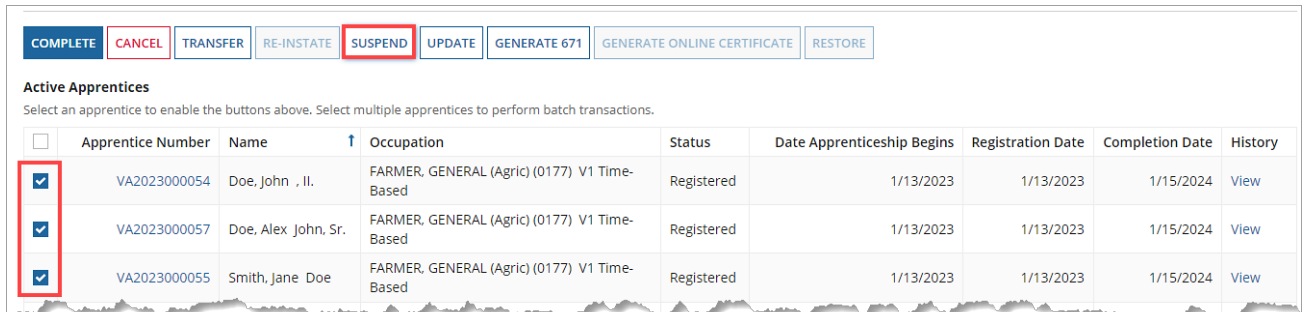 COMPLETE CANCEL TRANSFER RE-INSTATE SUSPEND UPDATE GENERATE 671 GENERATE ONLINE CERTIFICATE RESTORE
Active Apprentices
Select an apprentice to enable the buttons above. Select multiple apprentices to perform batch transactions.
Apprentice Number Name ↑ Occupation Status Date Apprenticeship Begins Registration Date Completion Date History
VA2023000054 Doe, John , II. FARMER, GENERAL (Agric) (0177) V1 Time- Registered 1/13/2023 1/13/2023 1/15/2024 View
Based
VA2023000057 Doe, Alex John, Sr. FARMER, GENERAL (Agric) (0177) V1 Time- Registered 1/13/2023 1/13/2023 1/15/2024 View
Based
VA2023000055 Smith, Jane Doe FARMER, GENERAL (Agric) (0177) V1 Time- Registered 1/13/2023 1/13/2023 1/15/2024 View
Based